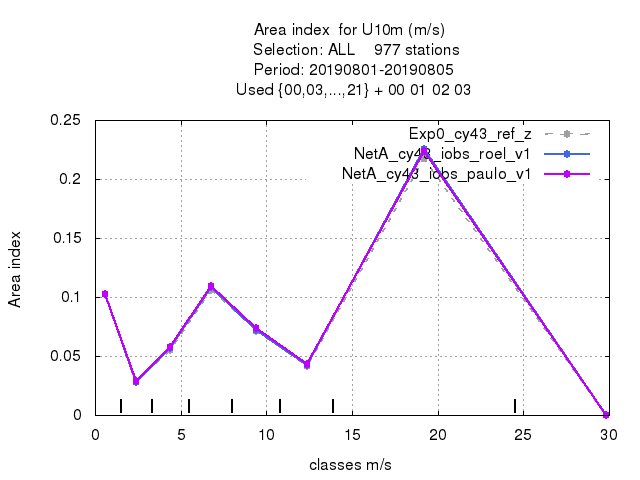 Area index  for U10m (m/s)
Selection: ALL    977 stations
Period: 20190801-20190805
Used {00,03,...,21} + 00 01 02 03
Exp0_cy43_ref_z
NetA_cy43_iobs_roel_v1
NetA_cy43_iobs_paulo_v1
0.25
0.2
0.15
0.1
0.05
0
Area index
0 5 10 15 20 25 30
classes m/s